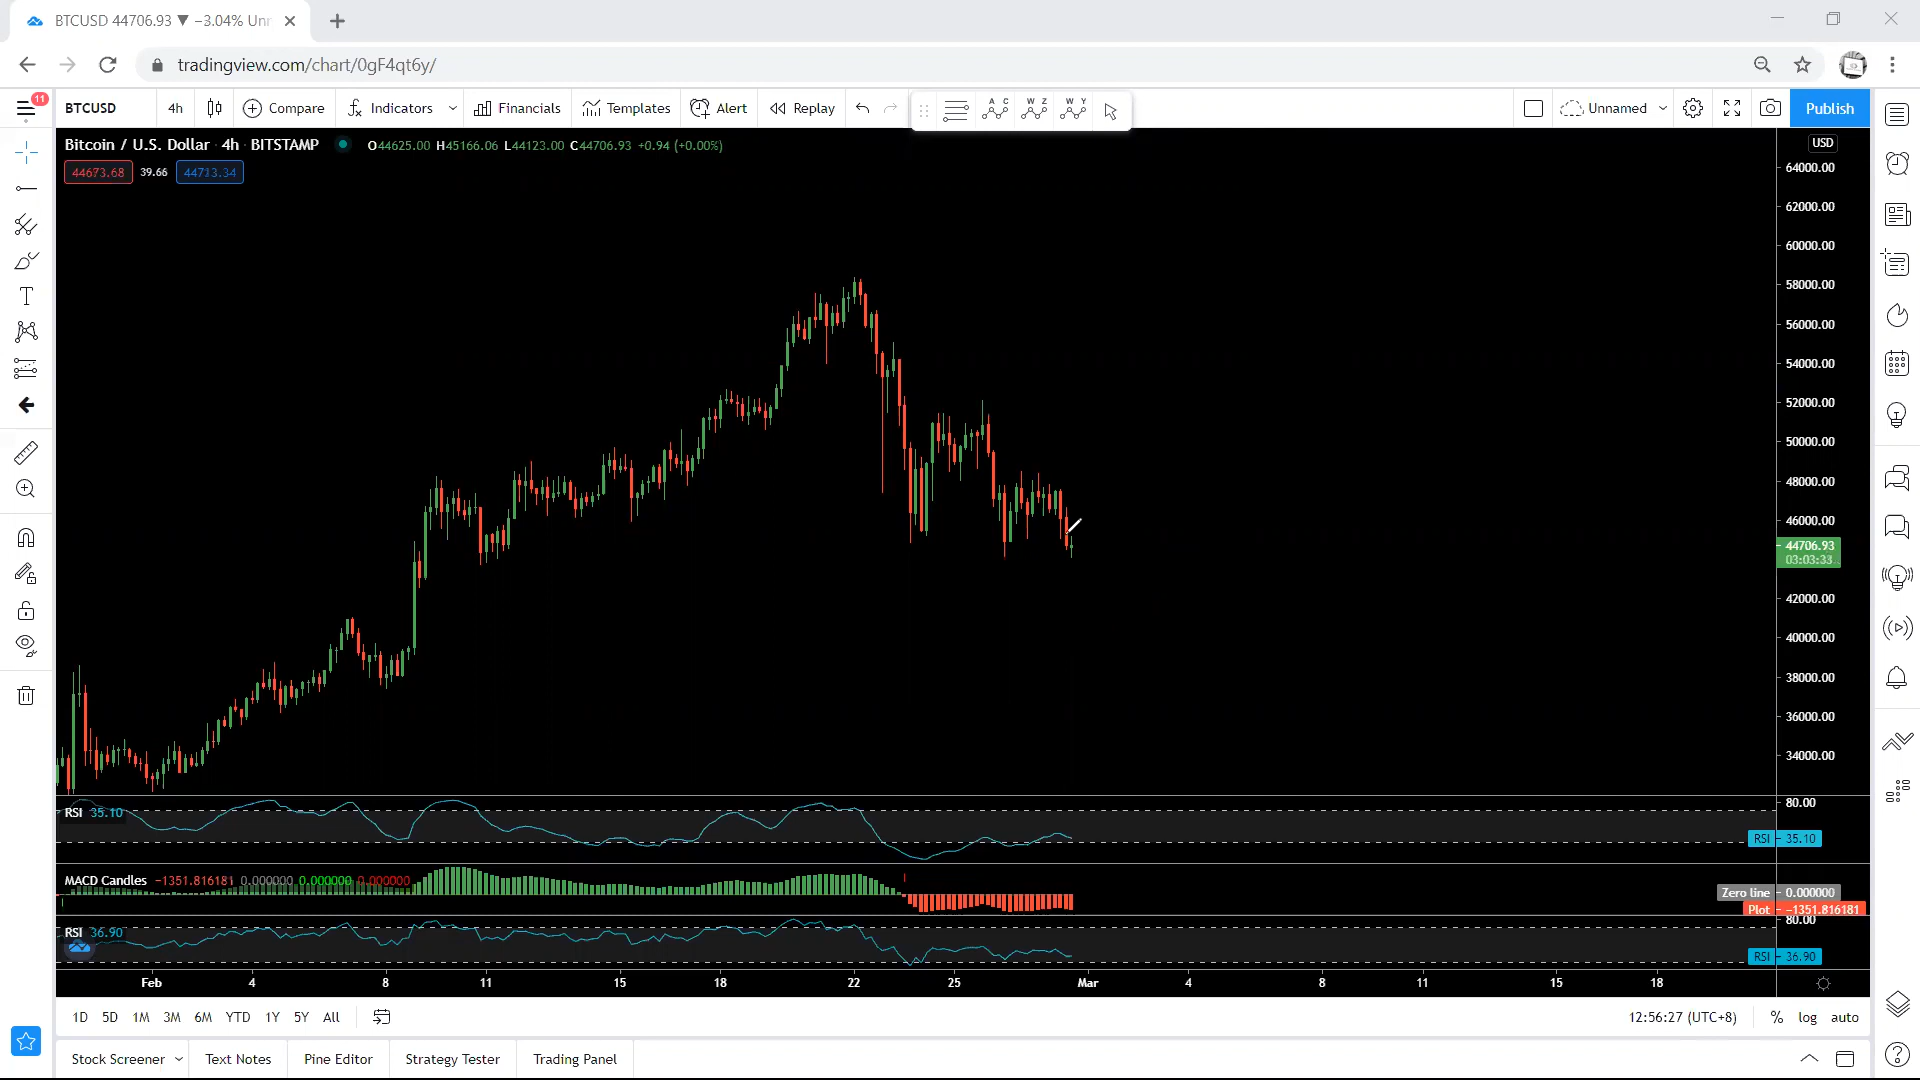 BTCUSD 44706.93 ▼ −3.04% Unn
tradingview.com/chart/0gF4qt6y/
11
BTCUSD 4h Compare Indicators Financials Templates Alert Replay A C W Z W Y Unnamed Publish
Bitcoin / U.S. Dollar · 4h · BITSTAMP O44625.00 H45166.06 L44123.00 C44706.93 +0.94 (+0.00%)
USD
44673.68 39.66 44713.34
64000.00
62000.00
60000.00
58000.00
56000.00
54000.00
52000.00
50000.00
48000.00
46000.00
44706.93
03:03:33
42000.00
40000.00
38000.00
36000.00
34000.00
80.00
RSI 35.10
RSI 35.10
MACD Candles −1351.816181 0.000000 0.000000 0.000000
Zero line 0.000000
Plot −1351.816181
80.00
RSI 36.90
RSI 36.90
Feb 4 8 11 15 18 22 25 Mar 4 8 11 15 18
1D 5D 1M 3M 6M YTD 1Y 5Y All 12:56:27 (UTC+8) % log auto
Stock Screener Text Notes Pine Editor Strategy Tester Trading Panel